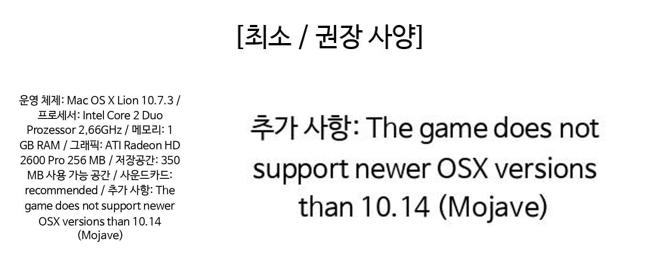 [최소 / 권장 사양]
운영 체제: Mac OS X Lion 10.7.3 /
프로세서: Intel Core 2 Duo
Prozessor 2,66GHz / 메모리: 1
GB RAM / 그래픽: ATI Radeon HD
2600 Pro 256 MB / 저장공간: 350
MB 사용 가능 공간 / 사운드카드:
recommended / 추가 사항: The
game does not support newer
OSX versions than 10.14
(Mojave)
추가 사항: The game does not
support newer OSX versions
than 10.14 (Mojave)